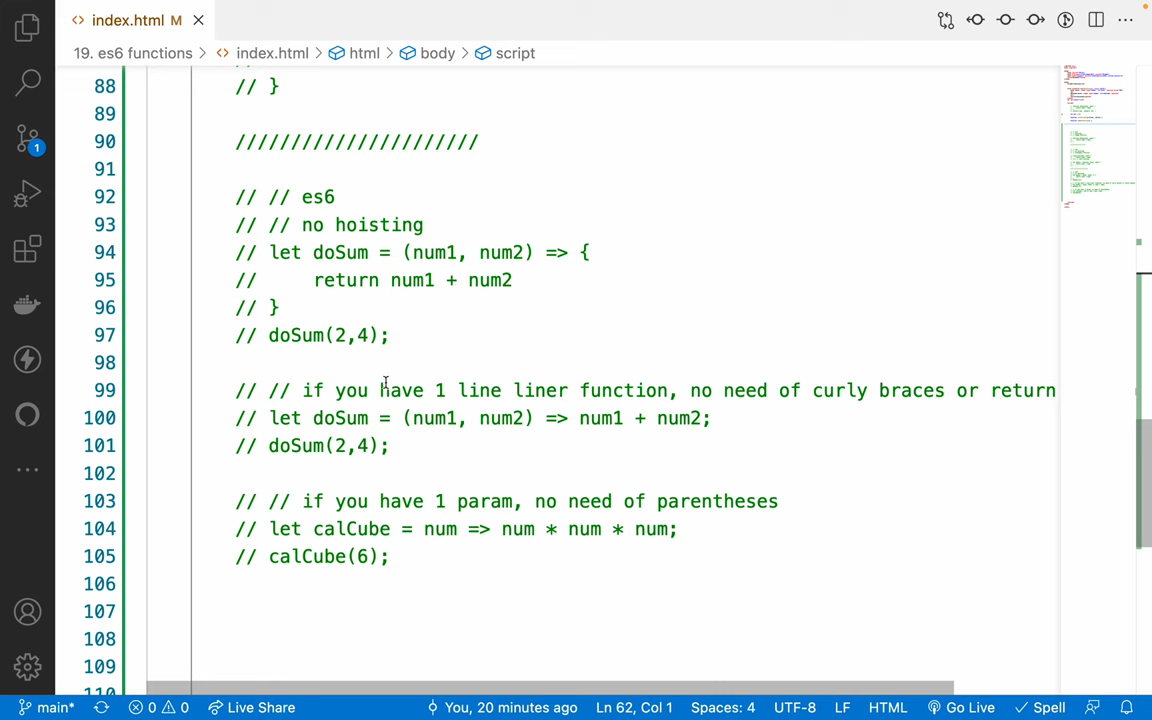 index.html M
19. es6 functions > index.html > html > body > script
88 // }
89
90 //////////////////////
91
92 // // es6
93 // // no hoisting
94 // let doSum = (num1, num2) => {
95 //     return num1 + num2
96 // }
97 // doSum(2,4);
98
99 // // if you have 1 line liner function, no need of curly braces or return
100 // let doSum = (num1, num2) => num1 + num2;
101 // doSum(2,4);
102
103 // // if you have 1 param, no need of parentheses
104 // let calCube = num => num * num * num;
105 // calCube(6);
106
107
108
109
110
1
main* 0 0 Live Share You, 20 minutes ago Ln 62, Col 1 Spaces: 4 UTF-8 LF HTML Go Live Spell